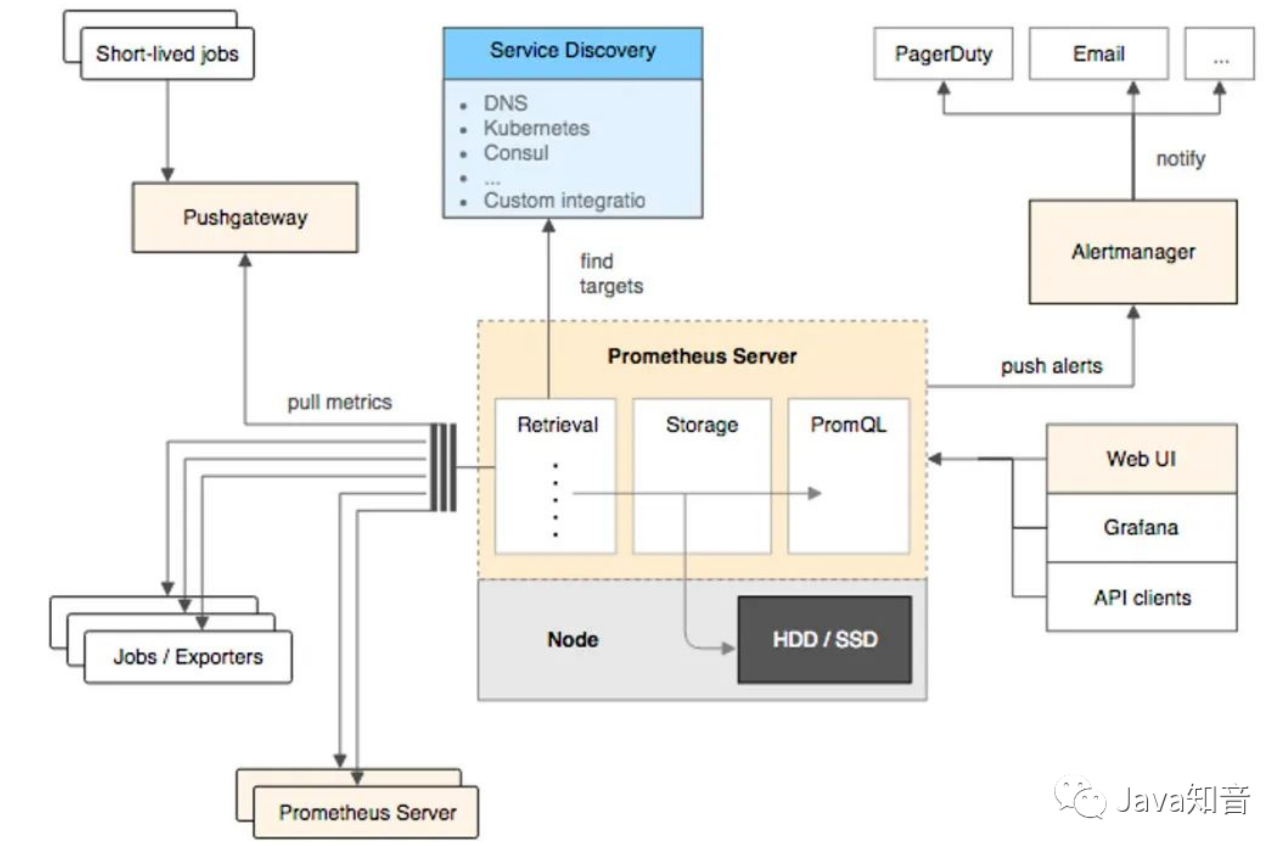 Short-lived jobs
Service Discovery
PagerDuty
Email
...
• DNS
• Kubernetes
• Consul
• ...
• Custom integratio
notify
Pushgateway
Alertmanager
find
targets
Prometheus Server
push alerts
pull metrics
Retrieval
Storage
PromQL
Web UI
Grafana
API clients
Node
HDD / SSD
Jobs / Exporters
Prometheus Server
Java知音